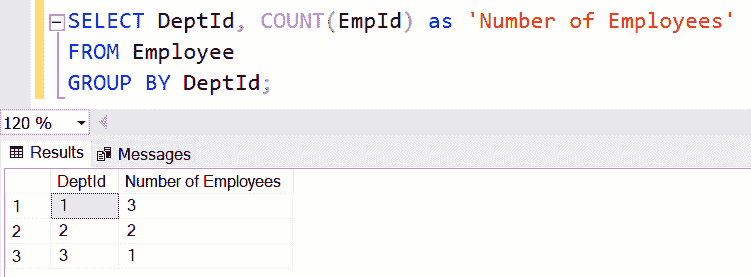 SELECT DeptId, COUNT(EmpId) as 'Number of Employees'
FROM Employee
GROUP BY DeptId;
120 %
Results Messages
DeptId Number of Employees
1 1 3
2 2 2
3 3 1